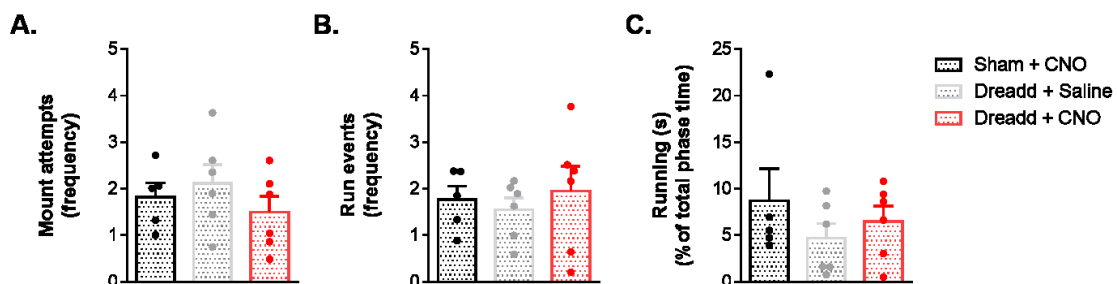 A.
Mount attempts
(frequency)
5
4
3
2
1
0
B.
Run events
(frequency)
5
4
3
2
1
0
C.
Running (s)
(% of total phase time)
25
20
15
10
5
0
Sham + CNO
Dreadd + Saline
Dreadd + CNO